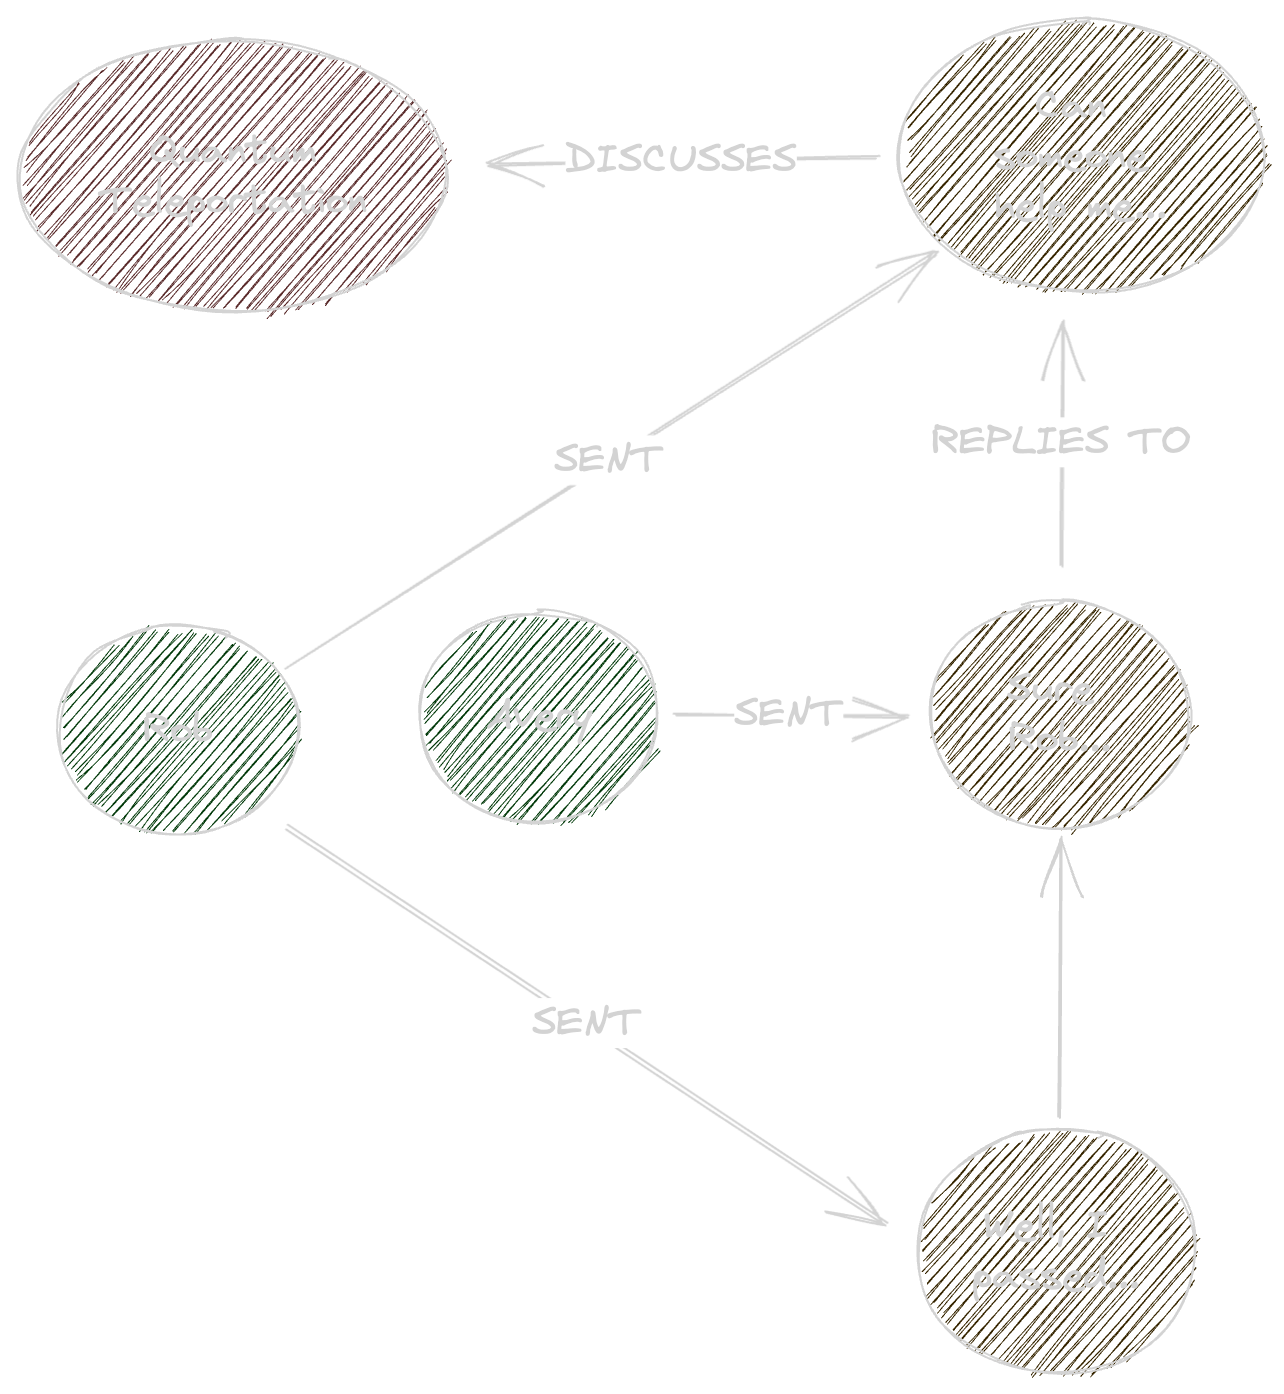 Quantum
Teleportation
DISCUSSES
Can
someone
help me...
SENT
REPLIES TO
Rob
Avery
SENT
Sure
Rob...
SENT
Well, I
passed...